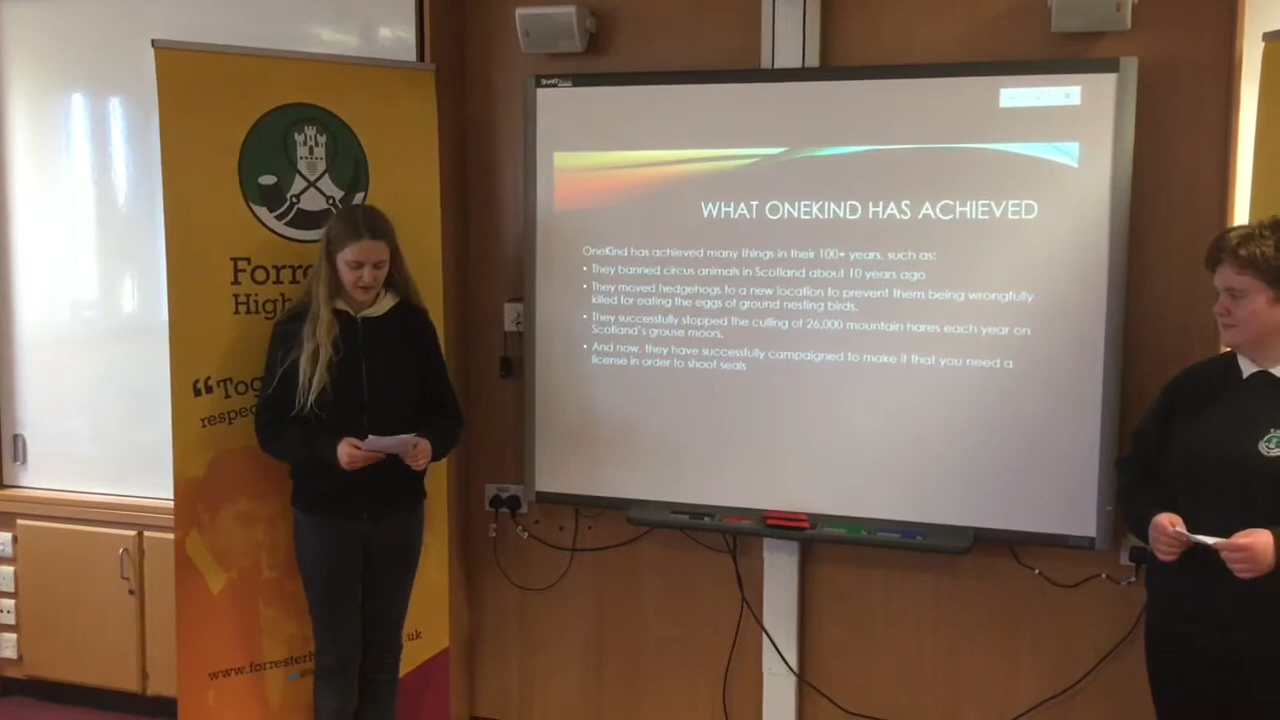 Forre
High
“Tog
respec
www.forresterh
.uk
SMART
WHAT ONEKIND HAS ACHIEVED
OneKind has achieved many things in their 100+ years, such as:
• They banned circus animals in Scotland about 10 years ago
• They moved hedgehogs to a new location to prevent them being wrongfully
killed for eating the eggs of ground nesting birds.
• They successfully stopped the culling of 26,000 mountain hares each year on
Scotland's grouse moors.
• And now, they have successfully campaigned to make it that you need a
license in order to shoot seals